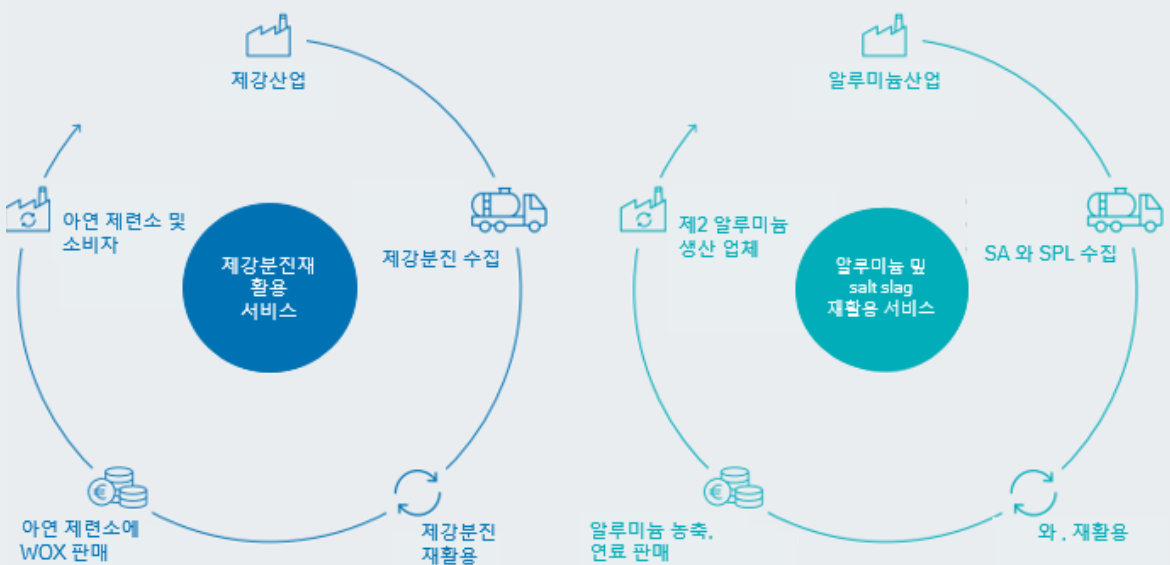 제강산업
제강분진 수집
제강분진
재활용
아연 제련소에
WOX 판매
아연 제련소 및
소비자
제강분진재
활용
서비스
알루미늄산업
SA 와 SPL 수집
와 , 재활용
알루미늄 농축,
연료 판매
제2 알루미늄
생산 업체
알루미늄 및
salt slag
재활용 서비스